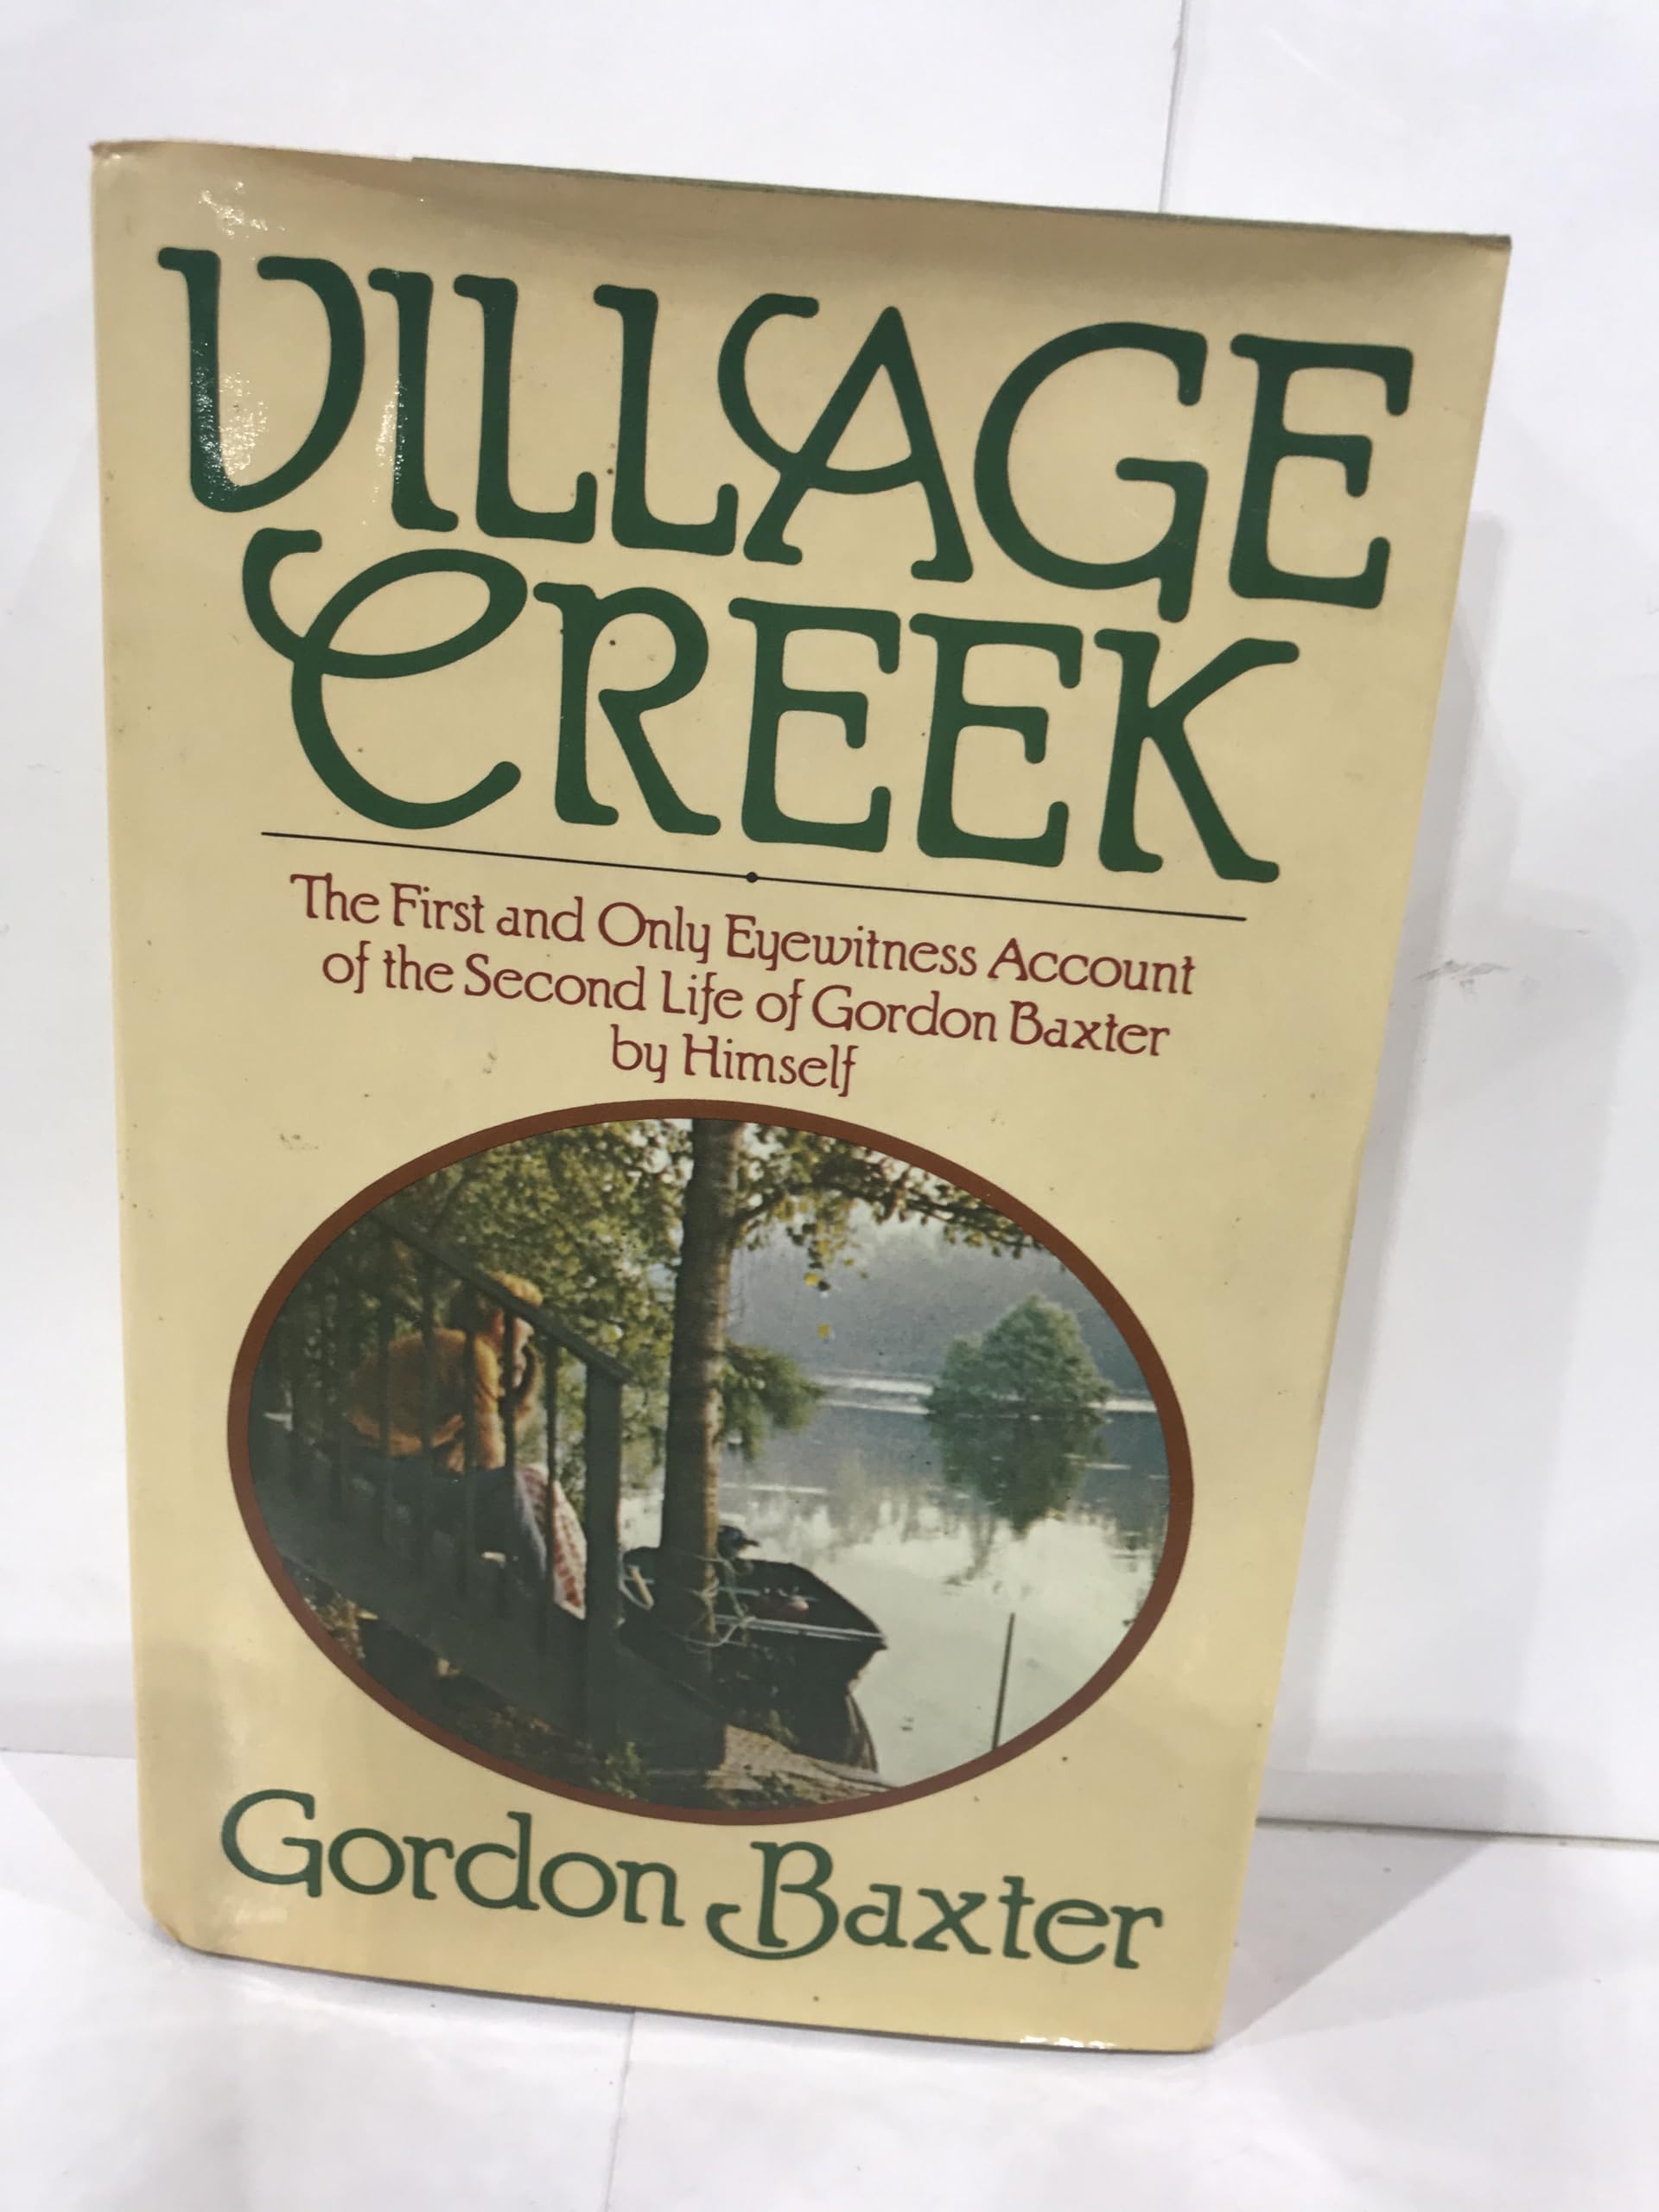 VILLAGE
CREEK
The First and Only Eyewitness Account
of the Second Life of Gordon Baxter
by Himself
Gordon Baxter